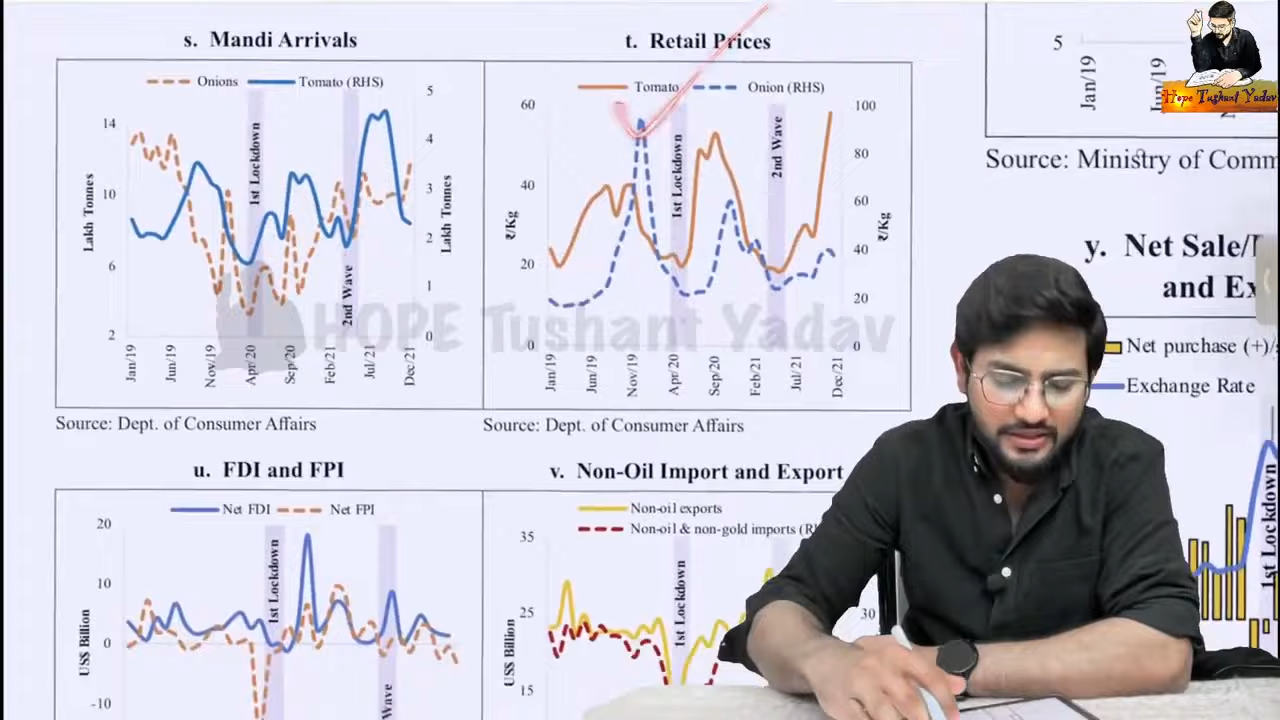 s. Mandi Arrivals
Onions Tomato (RHS)
14
10
6
2
Lakh Tonnes
5
4
3
2
1
0
Lakh Tonnes
1st Lockdown
2nd Wave
Jan/19 Jun/19 Nov/19 Apr/20 Sep/20 Feb/21 Jul/21 Dec/21
Source: Dept. of Consumer Affairs
t. Retail Prices
Tomato Onion (RHS)
60
40
20
0
₹/Kg
100
80
60
40
20
0
₹/Kg
1st Lockdown
2nd Wave
Jan/19 Jun/19 Nov/19 Apr/20 Sep/20 Feb/21 Jul/21 Dec/21
Source: Dept. of Consumer Affairs
HOPE Tushant Yadav
u. FDI and FPI
Net FDI Net FPI
20
10
0
-10
US$ Billion
1st Lockdown
Wave
v. Non-Oil Import and Export
Non-oil exports
Non-oil & non-gold imports
35
25
15
US$ Billion
1st Lockdown
30
5
Jan/19
Source: Ministry of Comm
y. Net Sale/
and Ex
Net purchase (+)/
Exchange Rate
1st Lockdown
Hope Tushant Yadav